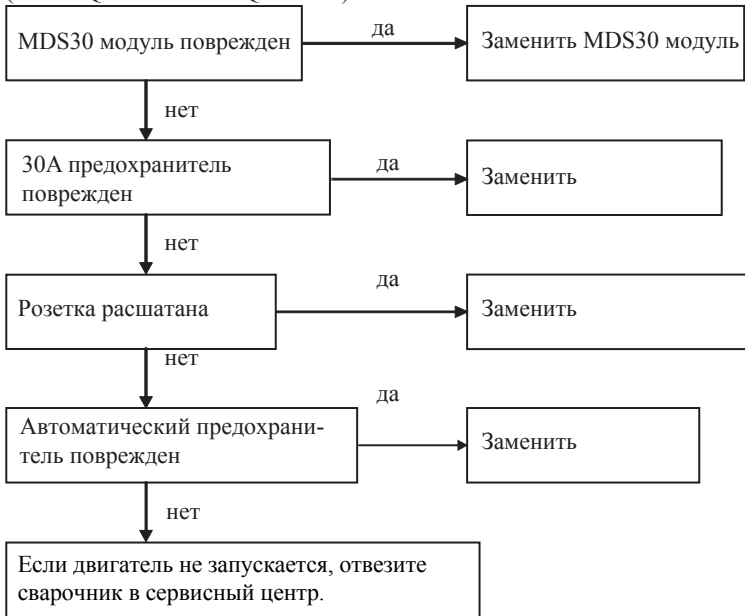 MDS30 модуль поврежден
да
Заменить MDS30 модуль
нет
30А предохранитель
поврежден
да
Заменить
нет
Розетка расшатана
да
Заменить
нет
Автоматический предохрани-
тель поврежден
да
Заменить
нет
Если двигатель не запускается, отвезите
сварочник в сервисный центр.